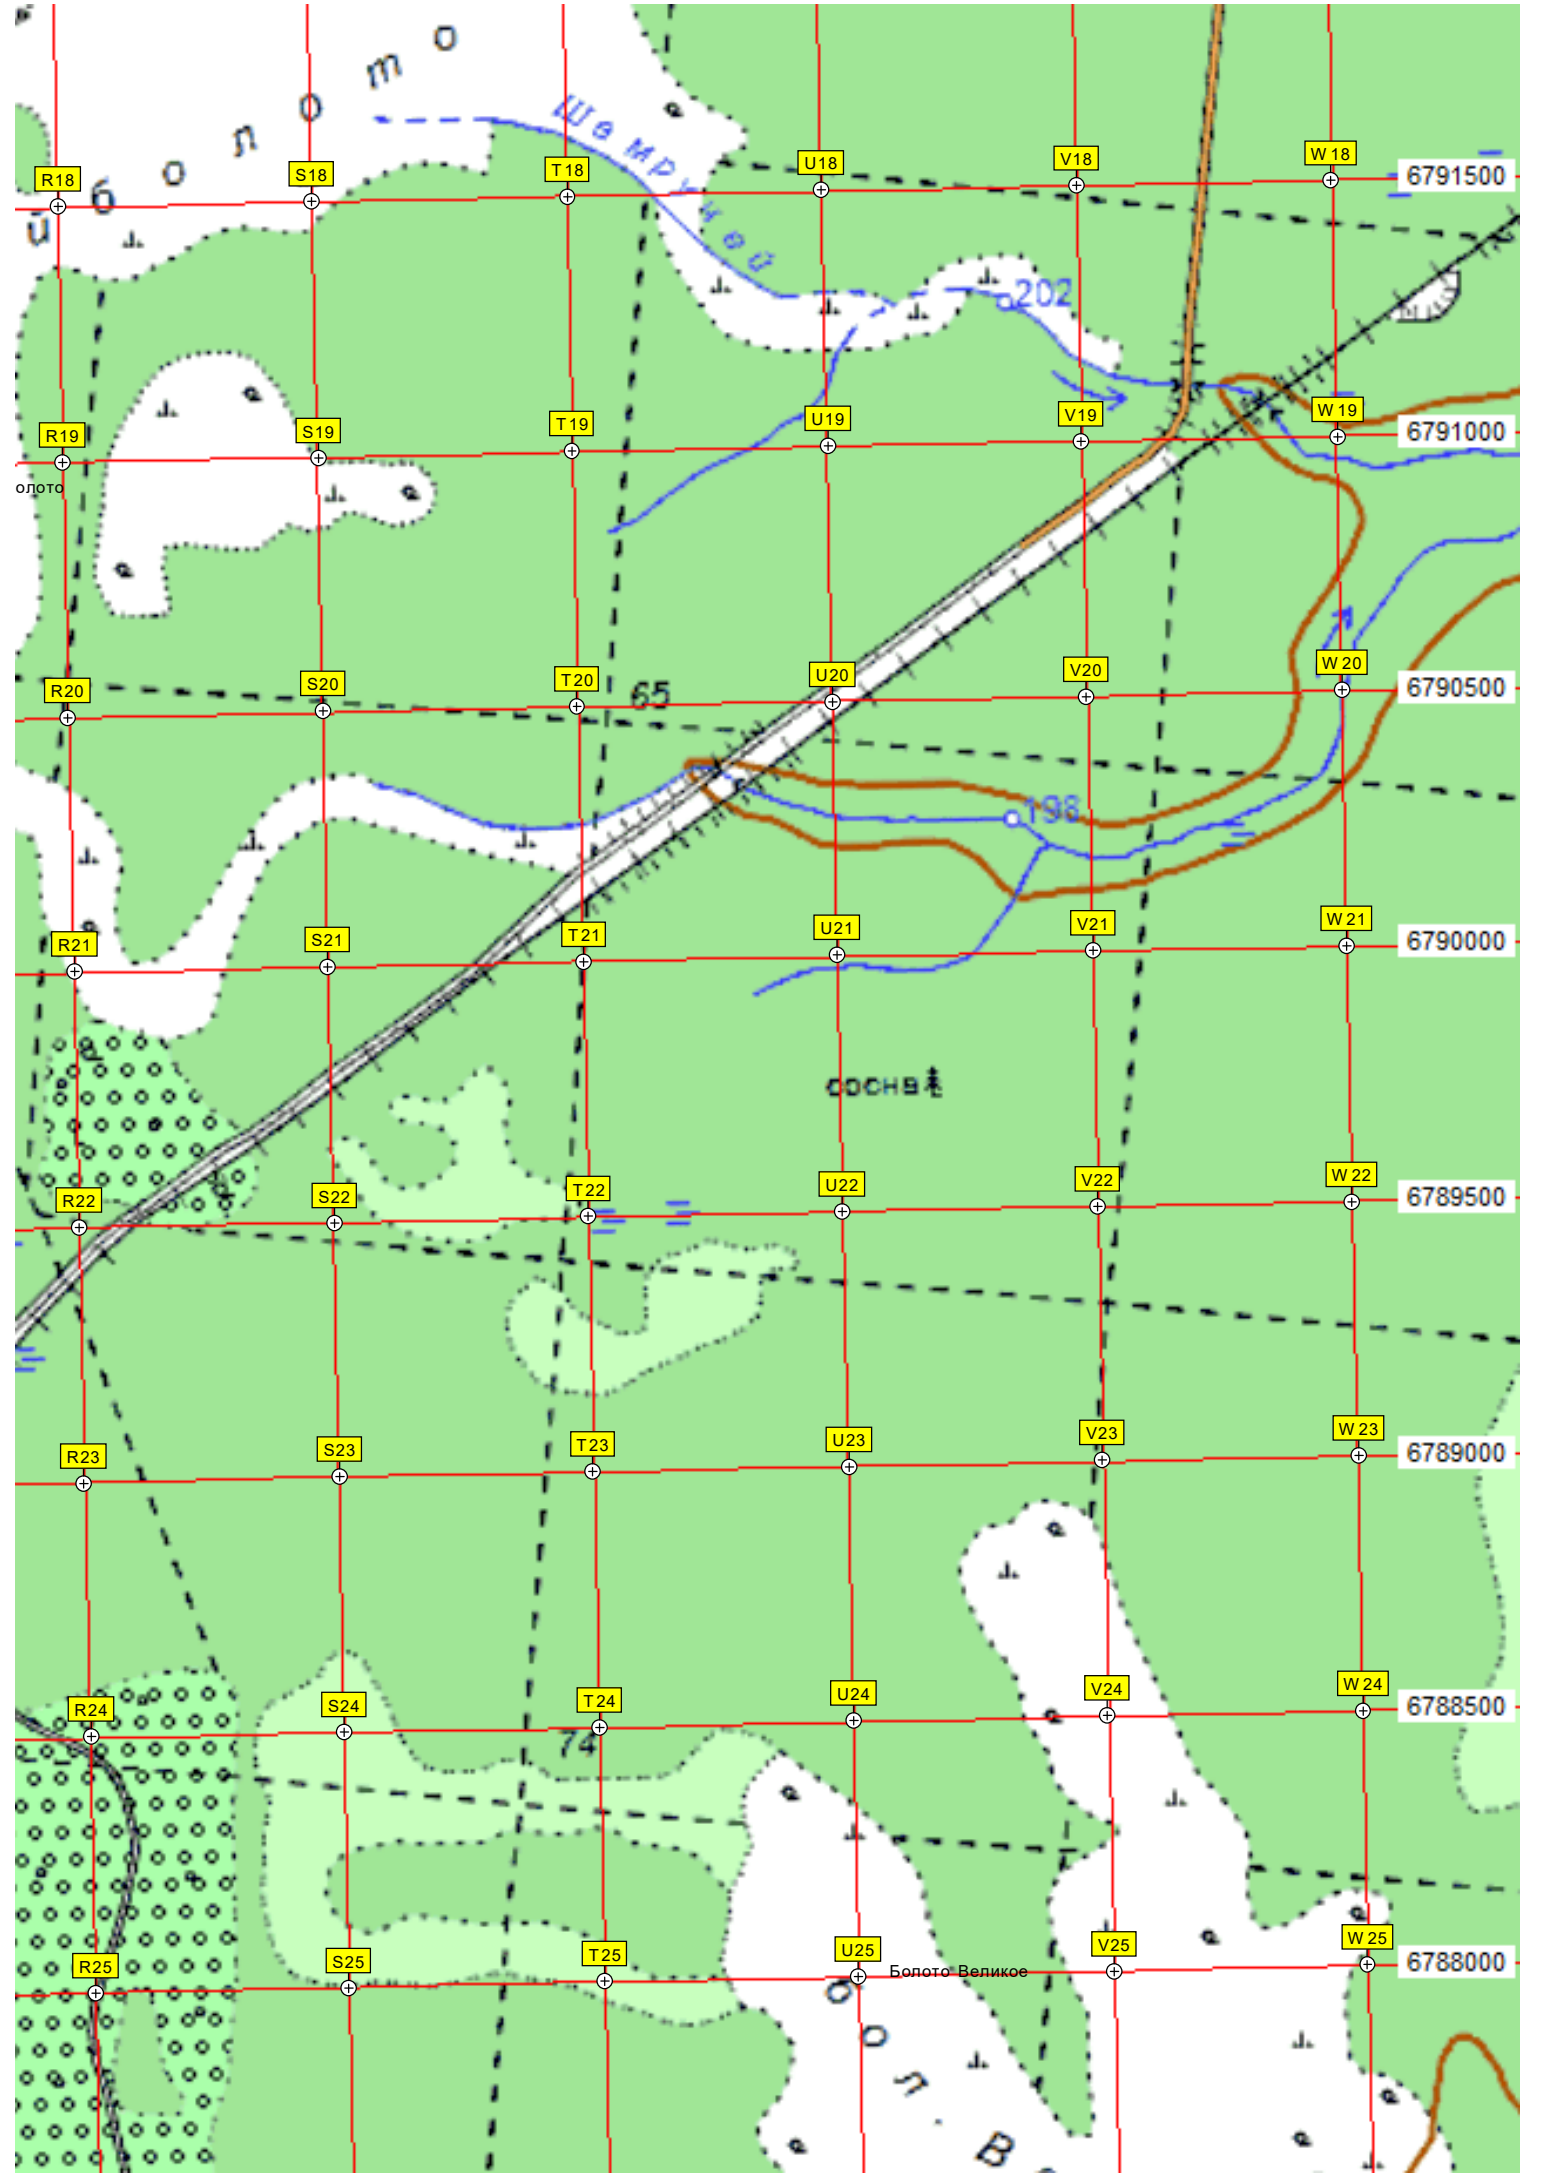 й болото
Шамручей
R18 S18 T18 U18 V18 W18 6791500
202
R19 S19 T19 U19 V19 W19 6791000
олото
R20 S20 T20 U20 V20 W20 6790500
65
198
R21 S21 T21 U21 V21 W21 6790000
R22 S22 T22 U22 V22 W22 6789500
R23 S23 T23 U23 V23 W23 6789000
R24 S24 T24 U24 V24 W24 6788500
74
R25 S25 T25 U25 V25 W25 6788000
Болото Великое
бол. В